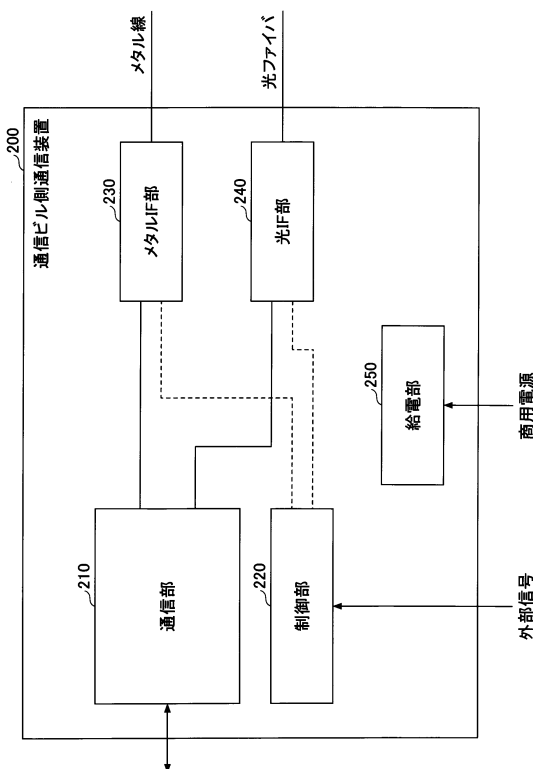 200
通信ビル側通信装置
210
通信部
220
制御部
230
メタルIF部
240
光IF部
250
給電部
メタル線
光ファイバ
外部信号
商用電源